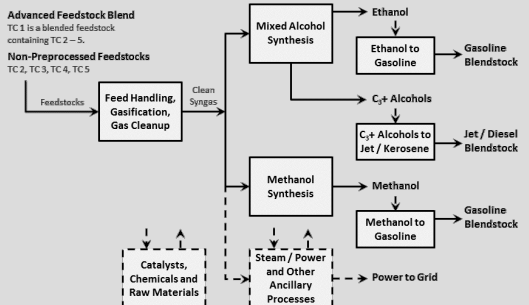 Advanced Feedstock Blend
TC 1 is a blended feedstock
containing TC 2 – 5.
Non-Preprocessed Feedstocks
TC 2, TC 3, TC 4, TC 5
Feedstocks
Feed Handling,
Gasification,
Gas Cleanup
Clean
Syngas
Mixed Alcohol
Synthesis
Ethanol
Ethanol to
Gasoline
Gasoline
Blendstock
C₃+ Alcohols
C₃+ Alcohols to
Jet / Kerosene
Jet / Diesel
Blendstock
Methanol
Synthesis
Methanol
Methanol to
Gasoline
Gasoline
Blendstock
Catalysts,
Chemicals and
Raw Materials
Steam / Power
and Other
Ancillary
Processes
Power to Grid